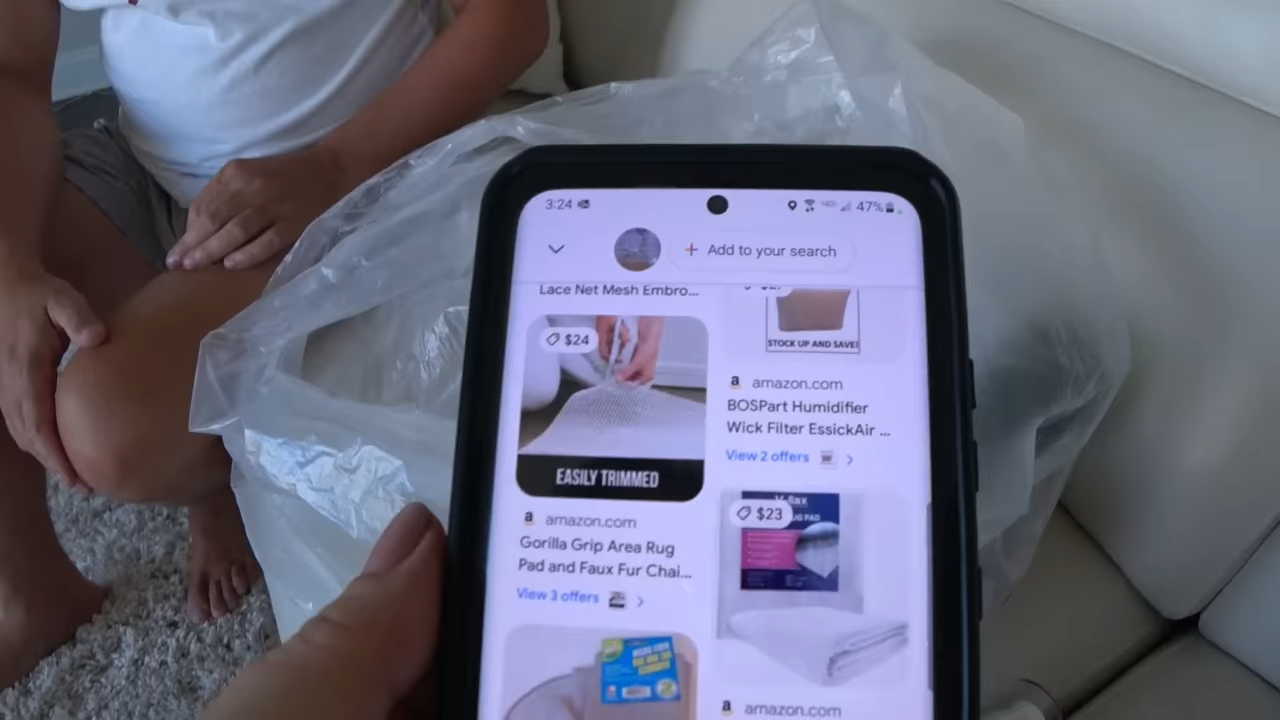 3:24
47%
+ Add to your search
Lace Net Mesh Embro...
$24
EASILY TRIMMED
amazon.com
Gorilla Grip Area Rug
Pad and Faux Fur Chai...
View 3 offers
STOCK UP AND SAVE!
amazon.com
BOSPart Humidifier
Wick Filter EssickAir ...
View 2 offers
$23
PAD
amazon.com